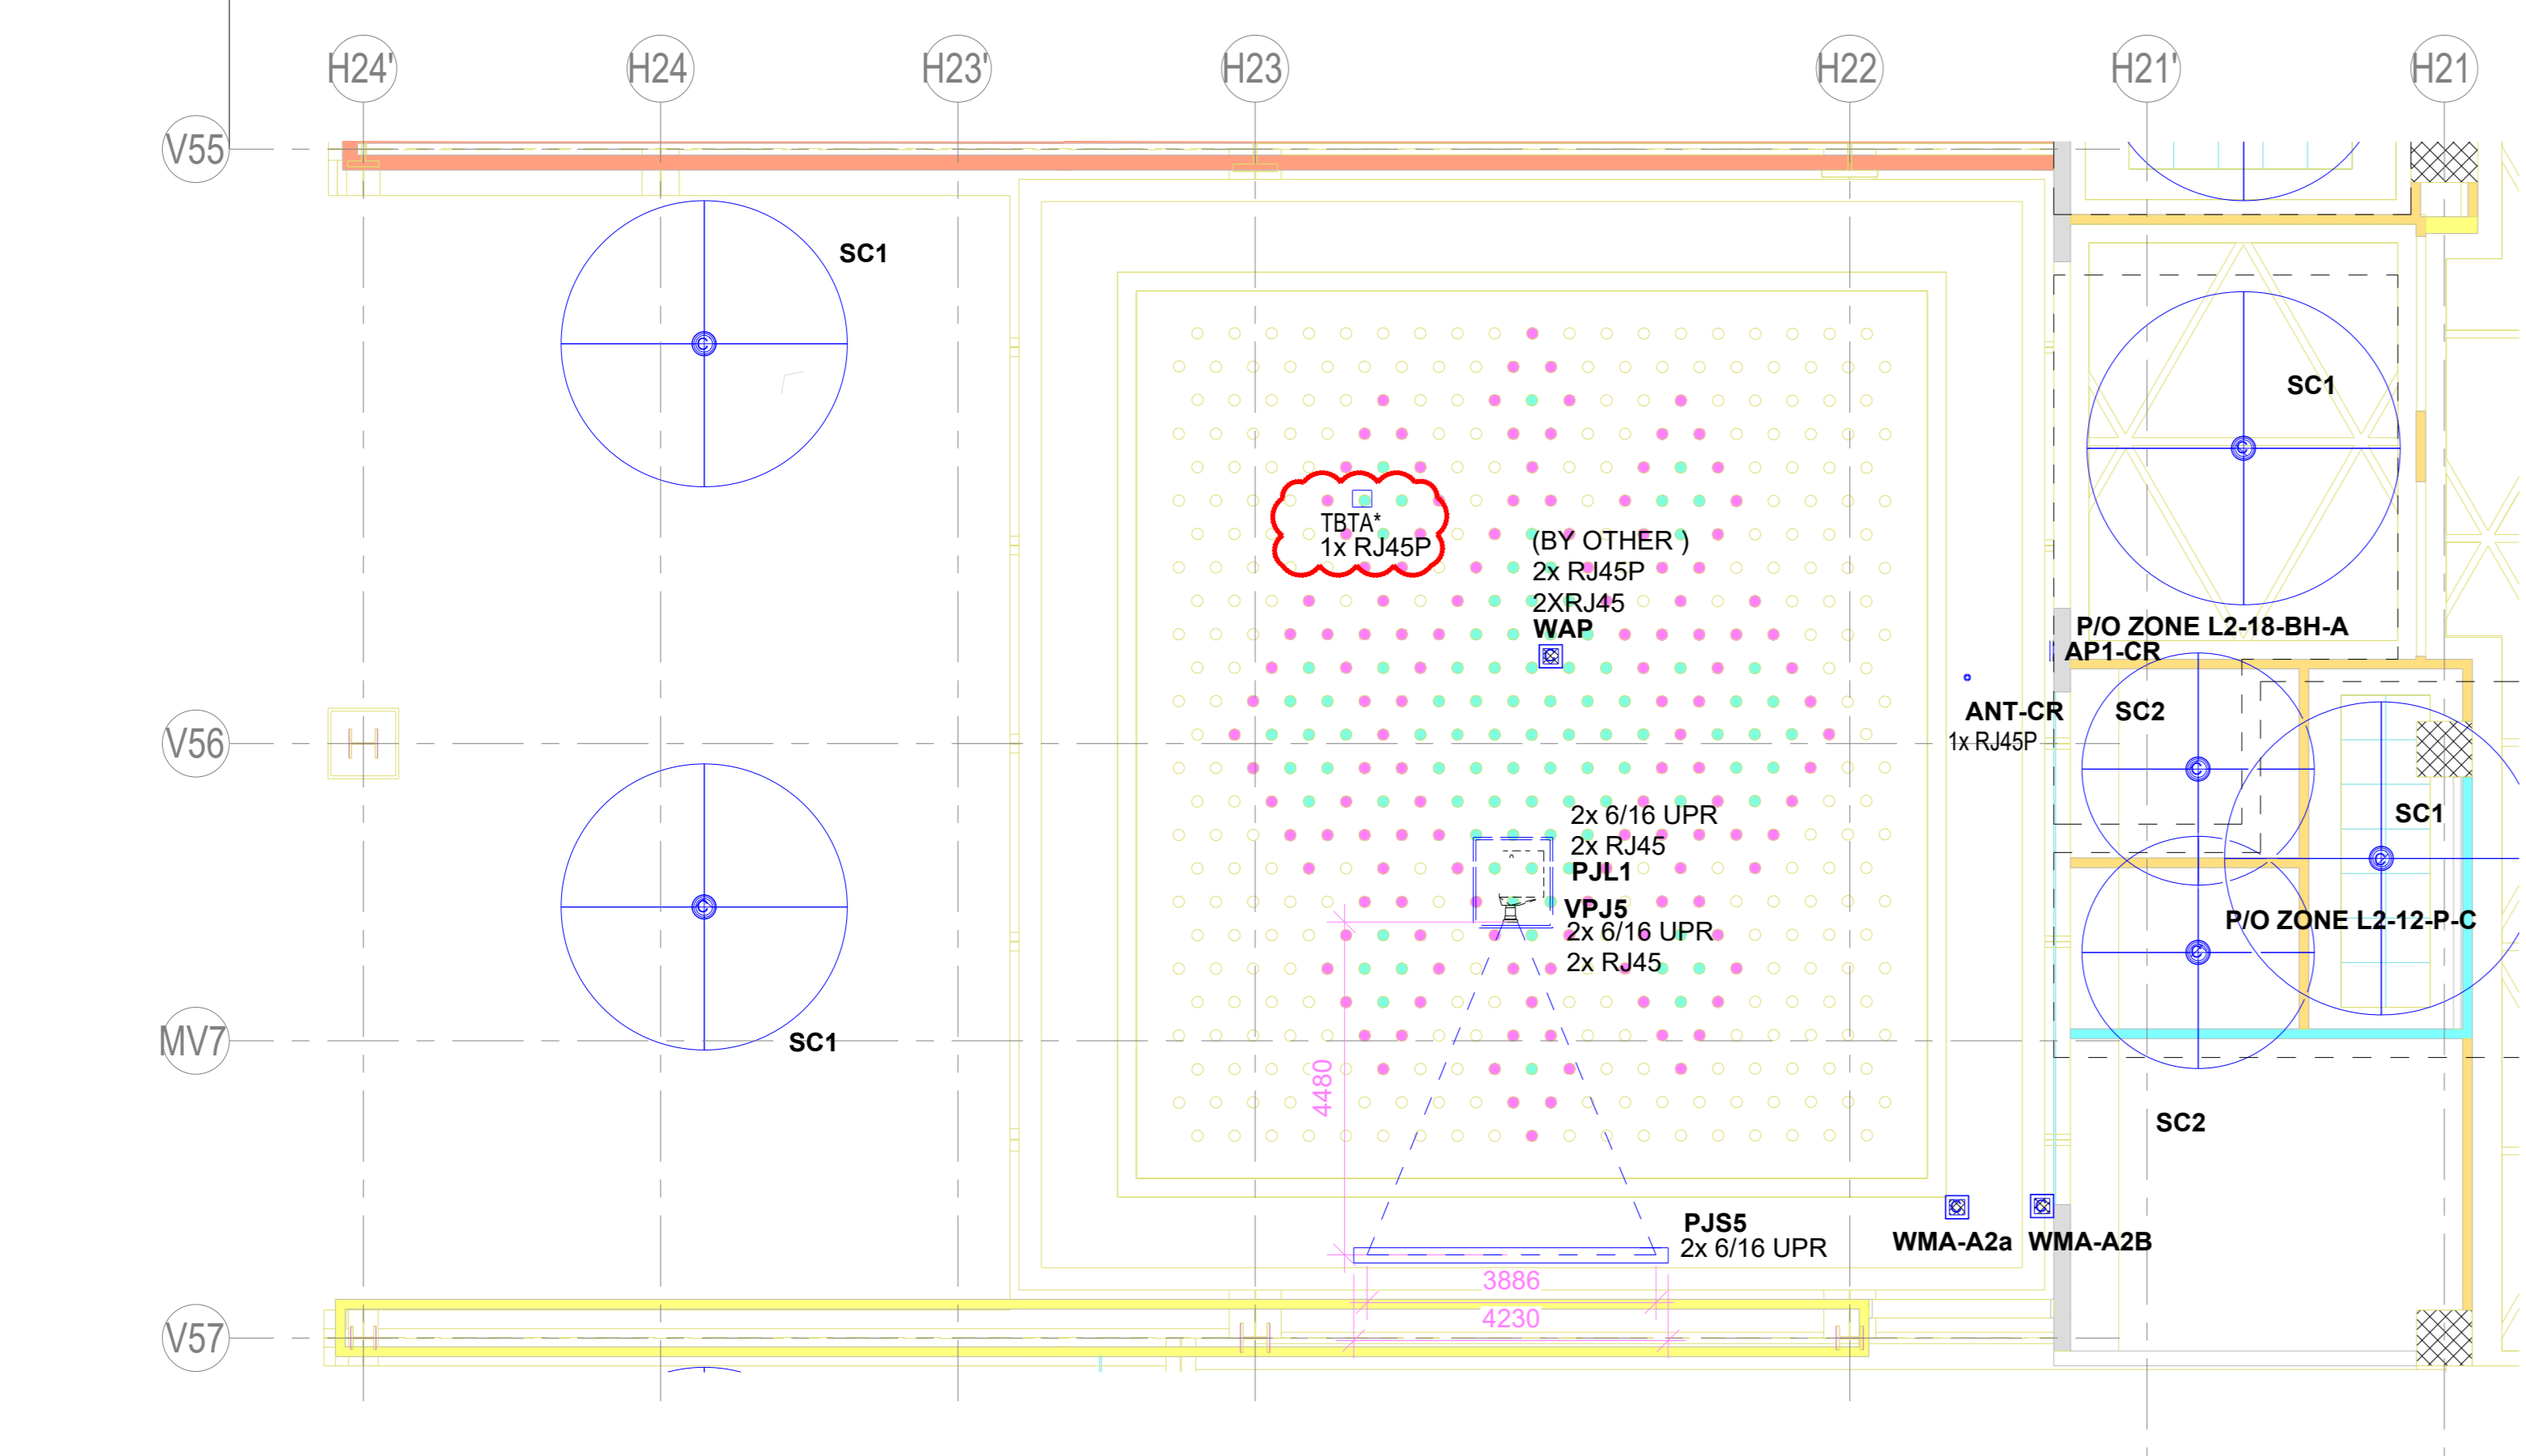 H24'
H24
H23'
H23
H22
H21'
H21
V55
V56
MV7
V57
SC1
SC1
SC1
TBTA*
1x RJ45P
(BY OTHER )
2x RJ45P
2XRJ45
WAP
P/O ZONE L2-18-BH-A
AP1-CR
ANT-CR
1x RJ45P
SC2
SC1
2x 6/16 UPR
2x RJ45
PJL1
VPJ5
2x 6/16 UPR
2x RJ45
P/O ZONE L2-12-P-C
SC2
4480
PJS5
2x 6/16 UPR
WMA-A2a
WMA-A2B
3886
4230
C
C
C
C
C
C